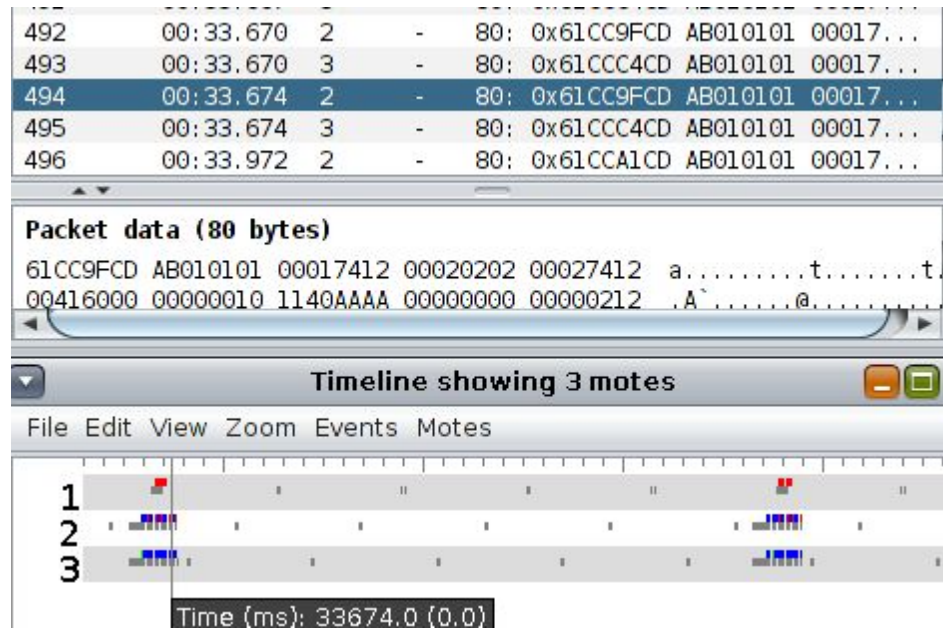 492 00:33.670 2 - 80: 0x61CC9FCD AB010101 00017...
493 00:33.670 3 - 80: 0x61CCC4CD AB010101 00017...
494 00:33.674 2 - 80: 0x61CC9FCD AB010101 00017...
495 00:33.674 3 - 80: 0x61CCC4CD AB010101 00017...
496 00:33.972 2 - 80: 0x61CCA1CD AB010101 00017...
Packet data (80 bytes)
61CC9FCD AB010101 00017412 00020202 00027412 a.........t.......t.
00416000 00000010 1140AAAA 00000000 00000212 .A`......@..........
Timeline showing 3 motes
File Edit View Zoom Events Motes
1
2
3
Time (ms): 33674.0 (0.0)